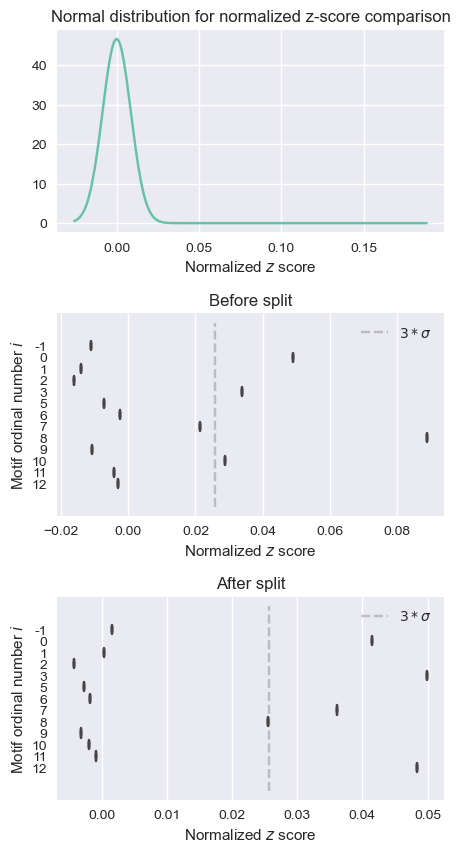 Normal distribution for normalized z-score comparison
40
30
20
10
0
0.00 0.05 0.10 0.15
Normalized z score
Before split
Motif ordinal number i
-1
0
1
2
3
5
6
7
8
9
10
11
12
3 * σ
−0.02 0.00 0.02 0.04 0.06 0.08
Normalized z score
After split
Motif ordinal number i
-1
0
1
2
3
5
6
7
8
9
10
11
12
3 * σ
0.00 0.01 0.02 0.03 0.04 0.05
Normalized z score